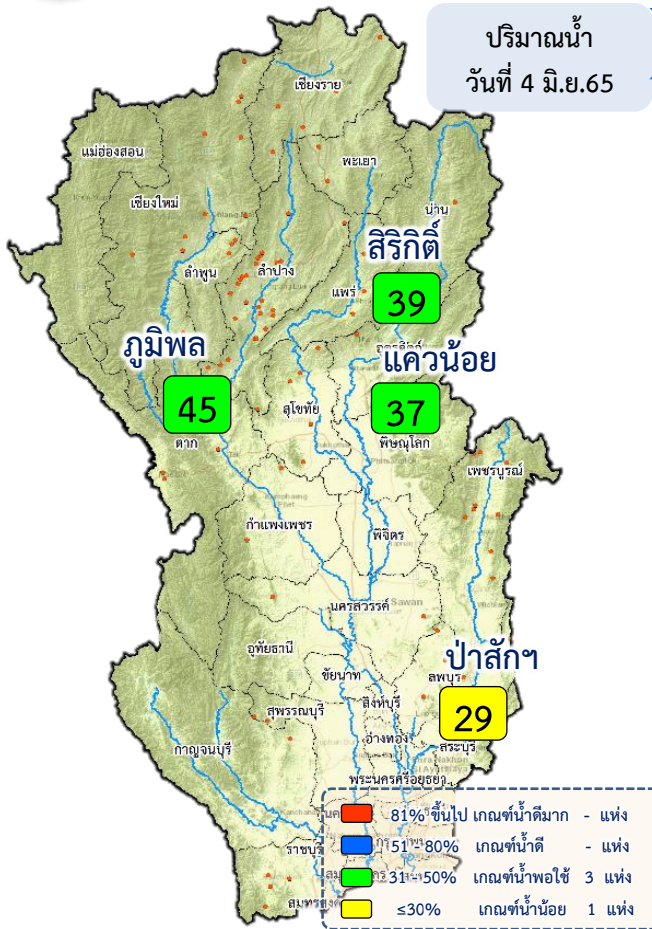 ปริมาณน้ำ
วันที่ 4 มิ.ย.65
เชียงราย
แม่ฮ่องสอน
พะเยา
เชียงใหม่
น่าน
สิริกิติ์
ลำพูน
ลำปาง
แพร่
39
ภูมิพล
แควน้อย
45
สุโขทัย
37
ตาก
พิษณุโลก
เพชรบูรณ์
กำแพงเพชร
พิจิตร
นครสวรรค์
Sawan
อุทัยธานี
ป่าสักฯ
ชัยนาท
ลพบุรี
สิงห์บุรี
สุพรรณบุรี
29
อ่างทอง
กาญจนบุรี
สระบุรี
พระนครศรีอยุธยา
81% ขึ้นไป เกณฑ์น้ำดีมาก - แห่ง
51 - 80% เกณฑ์น้ำดี - แห่ง
ราชบุรี
31 - 50% เกณฑ์น้ำพอใช้ 3 แห่ง
≤30% เกณฑ์น้ำน้อย 1 แห่ง